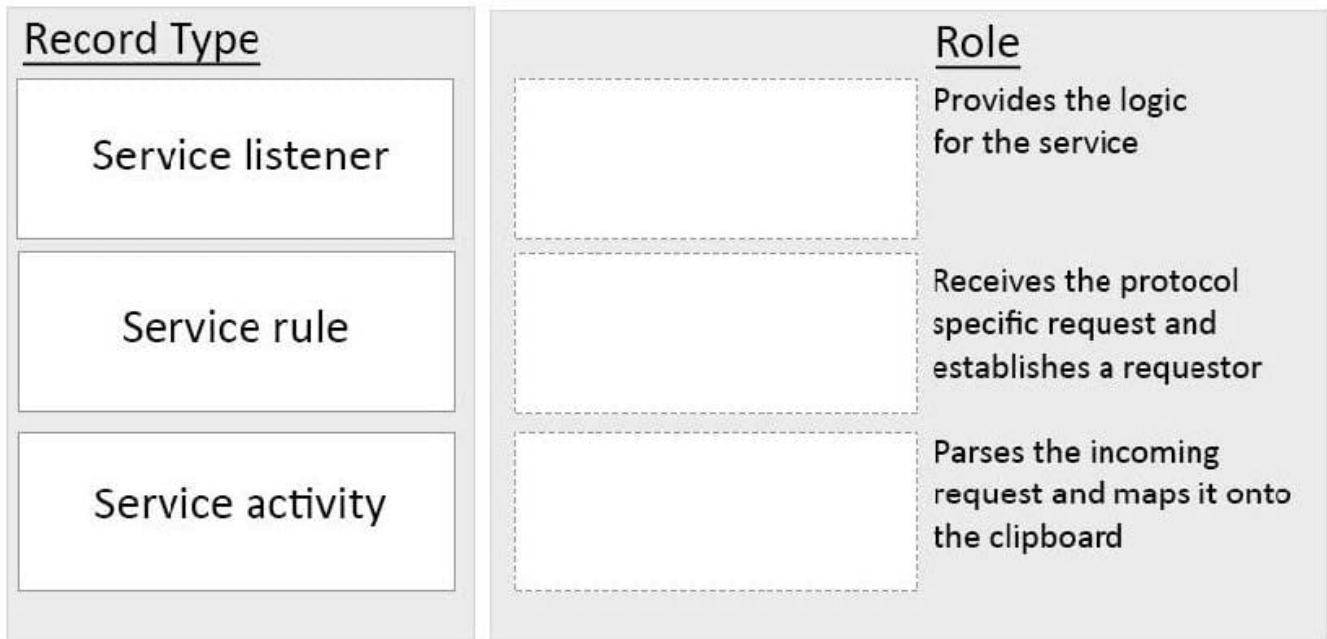 Record Type
Role
Service listener
Provides the logic
for the service
Service rule
Receives the protocol
specific request and
establishes a requestor
Service activity
Parses the incoming
request and maps it onto
the clipboard